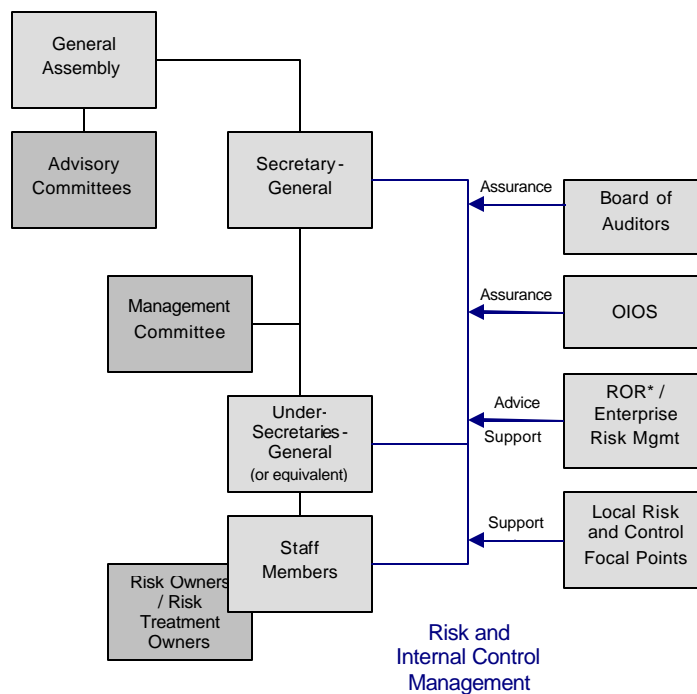 General
Assembly
Advisory
Committees
Secretary-
General
Management
Committee
Under-
Secretaries-
General
(or equivalent)
Staff
Members
Risk Owners
/ Risk
Treatment
Owners
Assurance
Board of
Auditors
Assurance
OIOS
Advice
Support
ROR* /
Enterprise
Risk Mgmt
Support
Local Risk
and Control
Focal Points
Risk and
Internal Control
Management